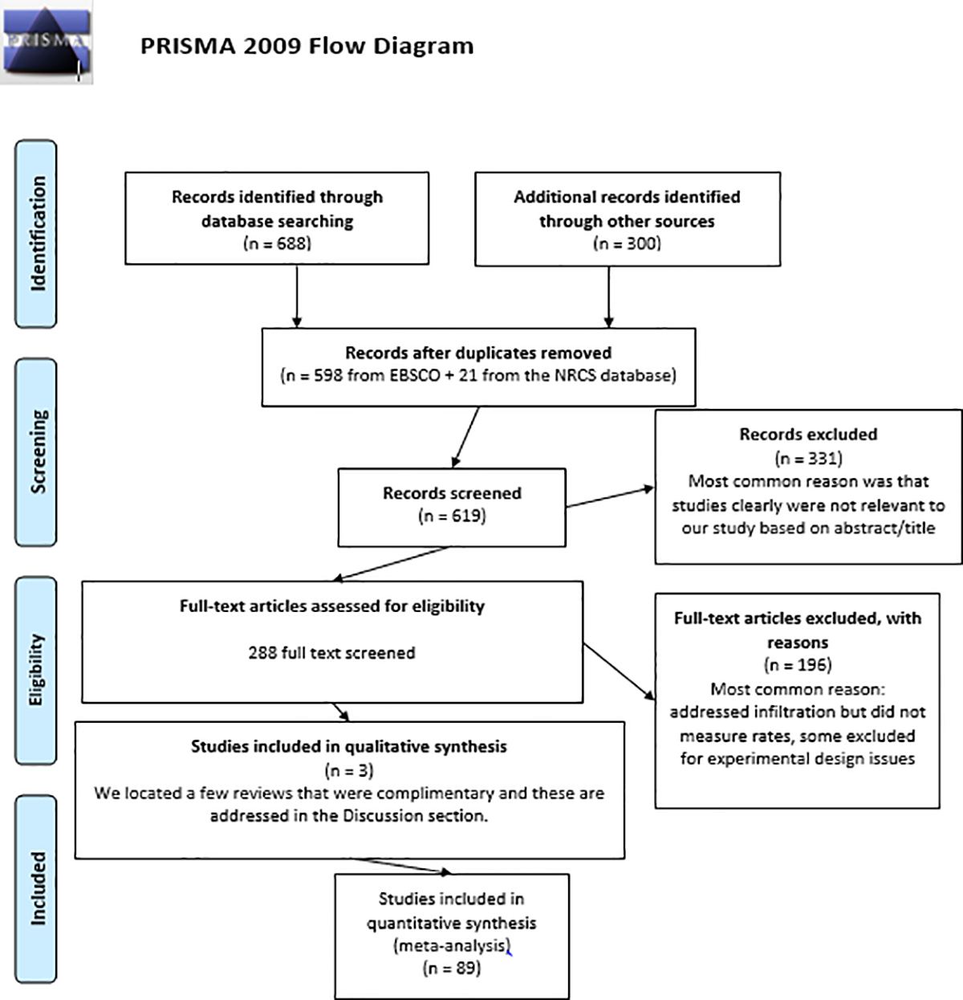 PRISMA
PRISMA 2009 Flow Diagram
Identification
Records identified through
database searching
(n = 688)
Additional records identified
through other sources
(n = 300)
Records after duplicates removed
(n = 598 from EBSCO + 21 from the NRCS database)
Screening
Records screened
(n = 619)
Records excluded
(n = 331)
Most common reason was that
studies clearly were not relevant to
our study based on abstract/title
Eligibility
Full-text articles assessed for eligibility
288 full text screened
Full-text articles excluded, with
reasons
(n = 196)
Most common reason:
addressed infiltration but did not
measure rates, some excluded
for experimental design issues
Studies included in qualitative synthesis
(n = 3)
We located a few reviews that were complimentary and these are
addressed in the Discussion section.
Included
Studies included in
quantitative synthesis
(meta-analysis)
(n = 89)